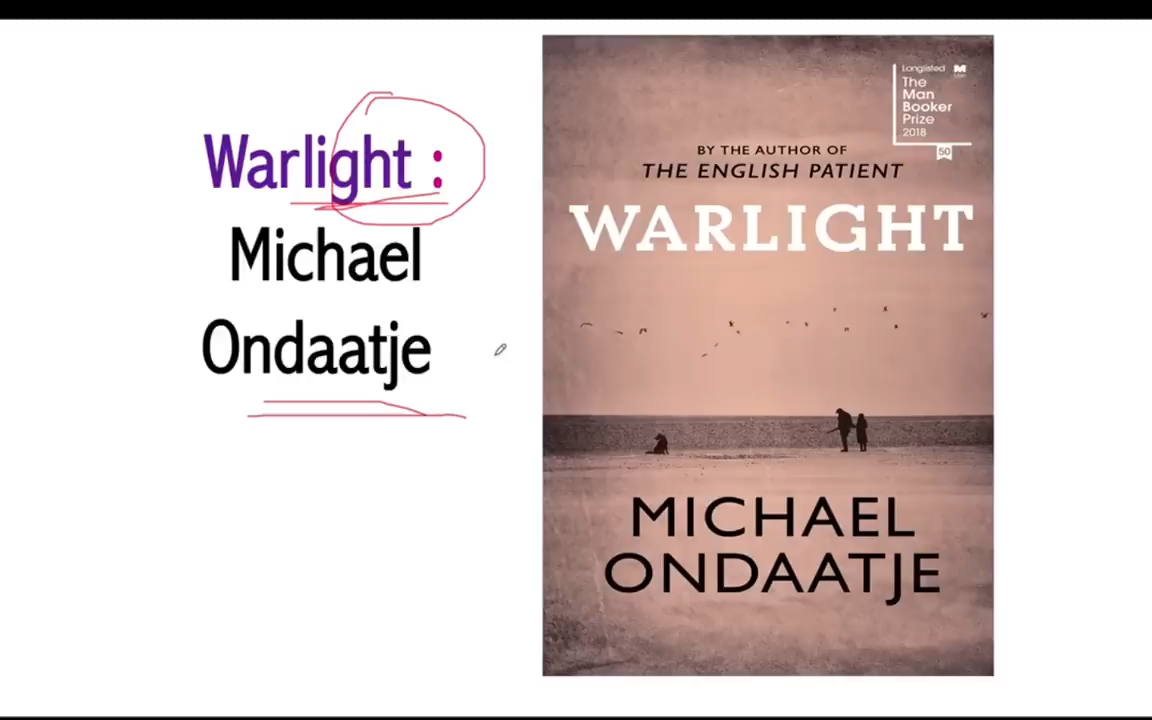 Warlight :
Michael
Ondaatje
Longlisted
The
Man
Booker
Prize
2018
50
BY THE AUTHOR OF
THE ENGLISH PATIENT
WARLIGHT
MICHAEL
ONDAATJE